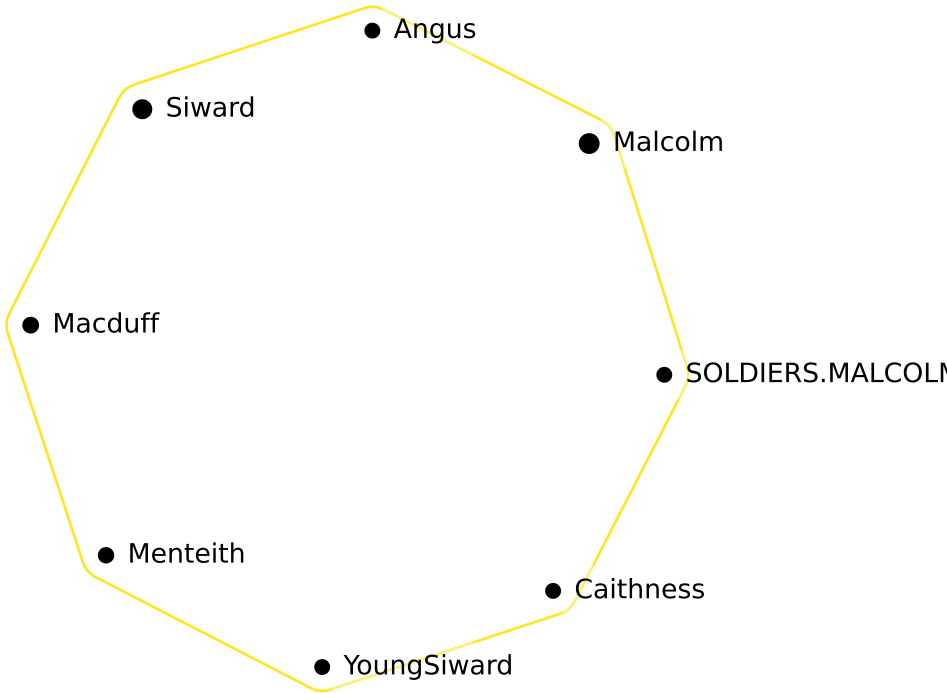 Angus
Siward
Malcolm
Macduff
SOLDIERS.MALCOLM
Menteith
Caithness
YoungSiward